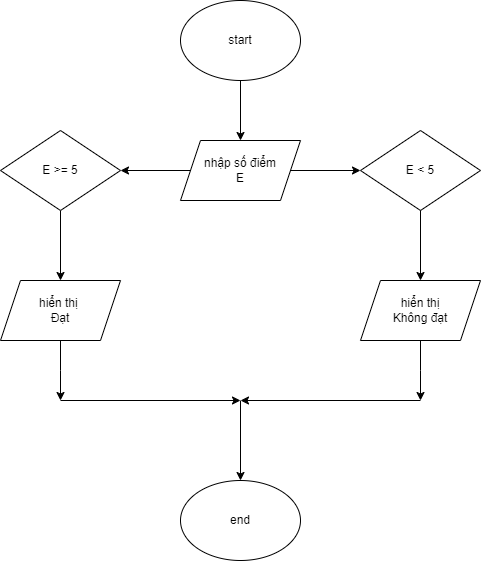 start
nhập số điểm
E
E >= 5
E < 5
hiển thị
Đạt
hiển thị
Không đạt
end